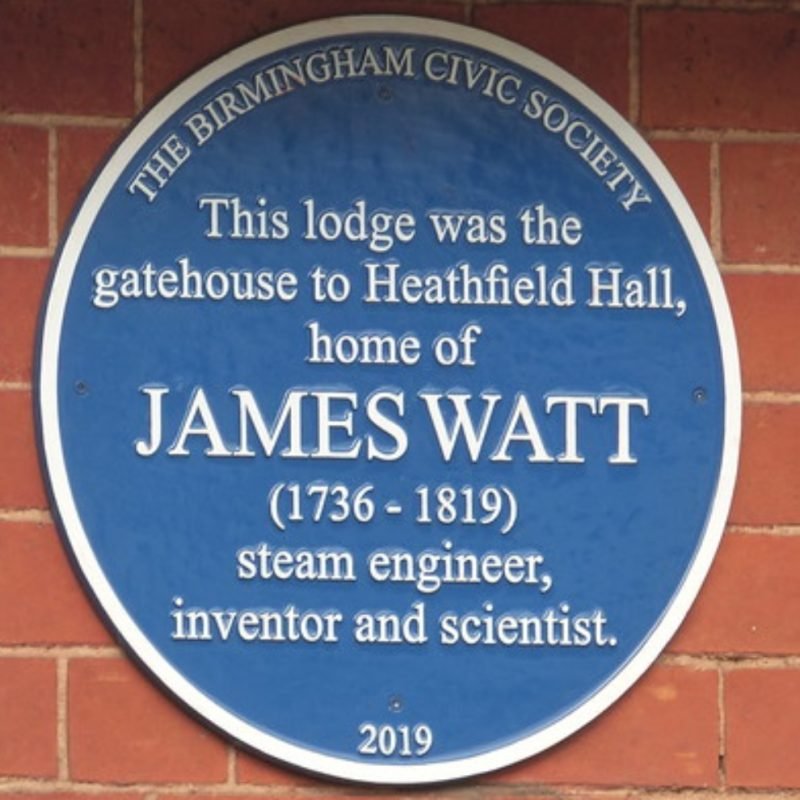 THE BIRMINGHAM CIVIC SOCIETY
This lodge was the
gatehouse to Heathfield Hall,
home of
JAMES WATT
(1736 - 1819)
steam engineer,
inventor and scientist.
2019